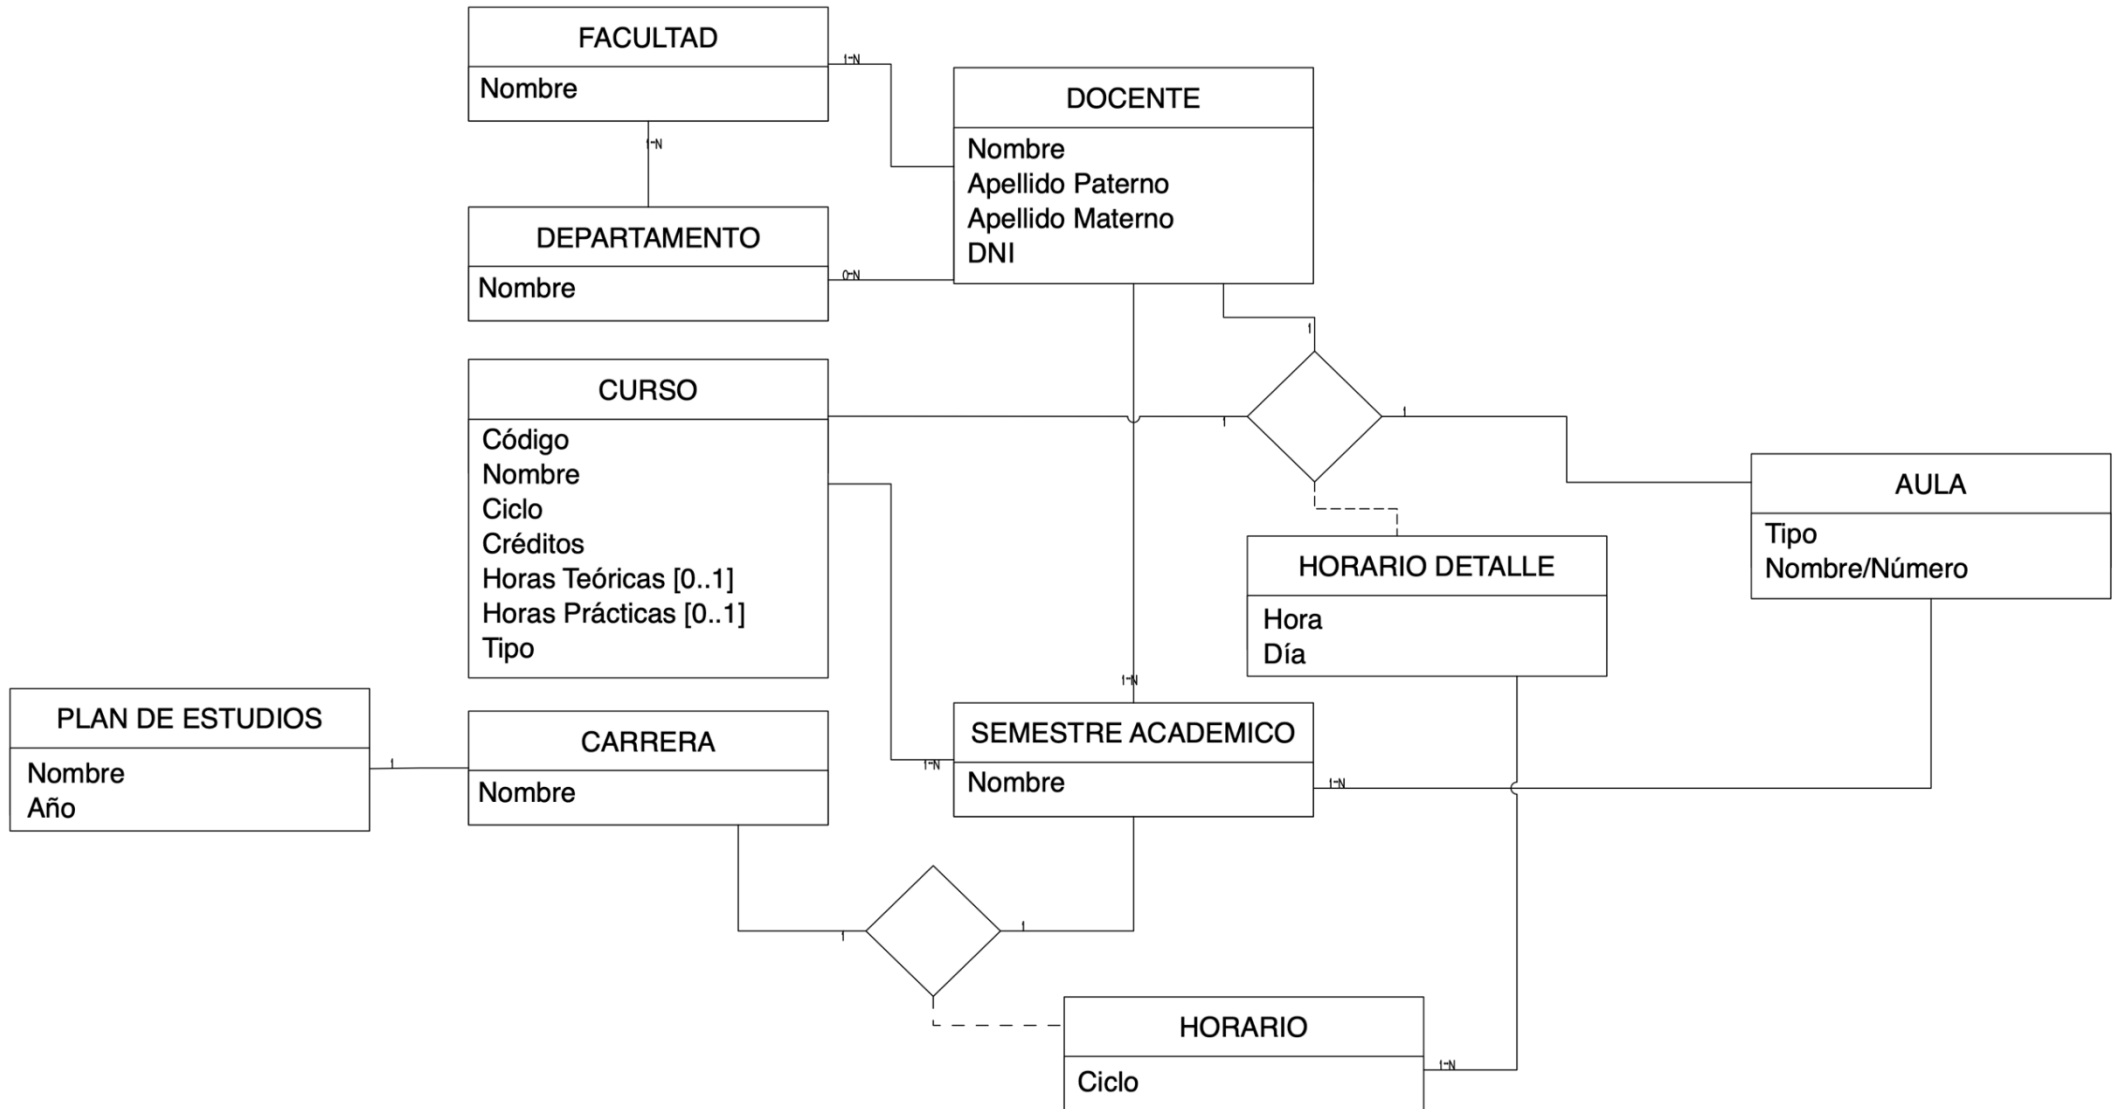 FACULTAD
Nombre
1-N
1-N
DOCENTE
Nombre
Apellido Paterno
Apellido Materno
DNI
DEPARTAMENTO
Nombre
0-N
1
CURSO
Código
Nombre
Ciclo
Créditos
Horas Teóricas [0..1]
Horas Prácticas [0..1]
Tipo
1
1
AULA
Tipo
Nombre/Número
HORARIO DETALLE
Hora
Día
1-N
PLAN DE ESTUDIOS
Nombre
Año
1
CARRERA
Nombre
SEMESTRE ACADEMICO
Nombre
1-N
1-N
1
1
HORARIO
Ciclo
1-N